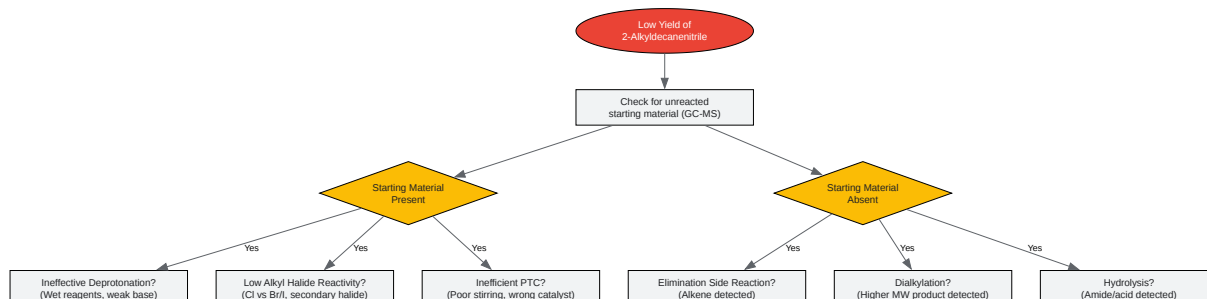 Low Yield of
2-Alkyldecanenitrile
Check for unreacted
starting material (GC-MS)
Starting Material
Present
Starting Material
Absent
Yes
Yes
Yes
Yes
Yes
Yes
Ineffective Deprotonation?
(Wet reagents, weak base)
Low Alkyl Halide Reactivity?
(Cl vs Br/I, secondary halide)
Inefficient PTC?
(Poor stirring, wrong catalyst)
Elimination Side Reaction?
(Alkene detected)
Dialkylation?
(Higher MW product detected)
Hydrolysis?
(Amide/acid detected)